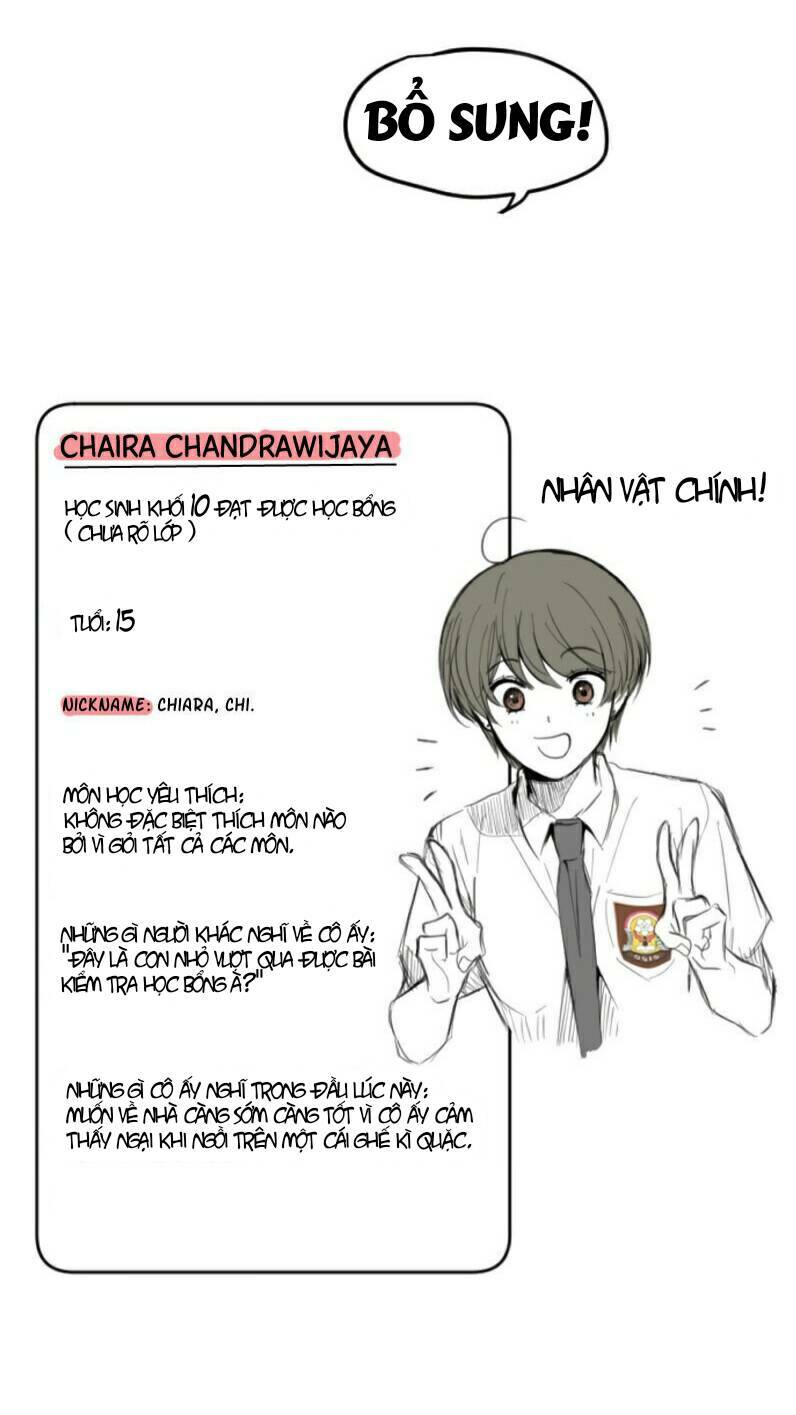 BỔ SUNG!
CHAIRA CHANDRAWIJAYA
NHÂN VẬT CHÍNH!
HỌC SINH KHỐI 10 ĐẠT ĐƯỢC HỌC BỔNG
( CHƯA RÕ LỚP )
TUỔI: 15
NICKNAME: CHIARA, CHI.
MÔN HỌC YÊU THÍCH:
KHÔNG ĐẶC BIỆT THÍCH MÔN NÀO
BỞI VÌ GIỎI TẤT CẢ CÁC MÔN.
NHỮNG GÌ NGƯỜI KHÁC NGHĨ VỀ CÔ ẤY:
"ĐÂY LÀ CON NHỎ VƯỢT QUA ĐƯỢC BÀI
KIỂM TRA HỌC BỔNG À?"
NHỮNG GÌ CÔ ẤY NGHĨ TRONG ĐẦU LÚC NÀY:
MUỐN VỀ NHÀ CÀNG SỚM CÀNG TỐT VÌ CÔ ẤY CẢM
THẤY NGẠI KHI NGỒI TRÊN MỘT CÁI GHẾ KÌ QUẶC.
OSIS